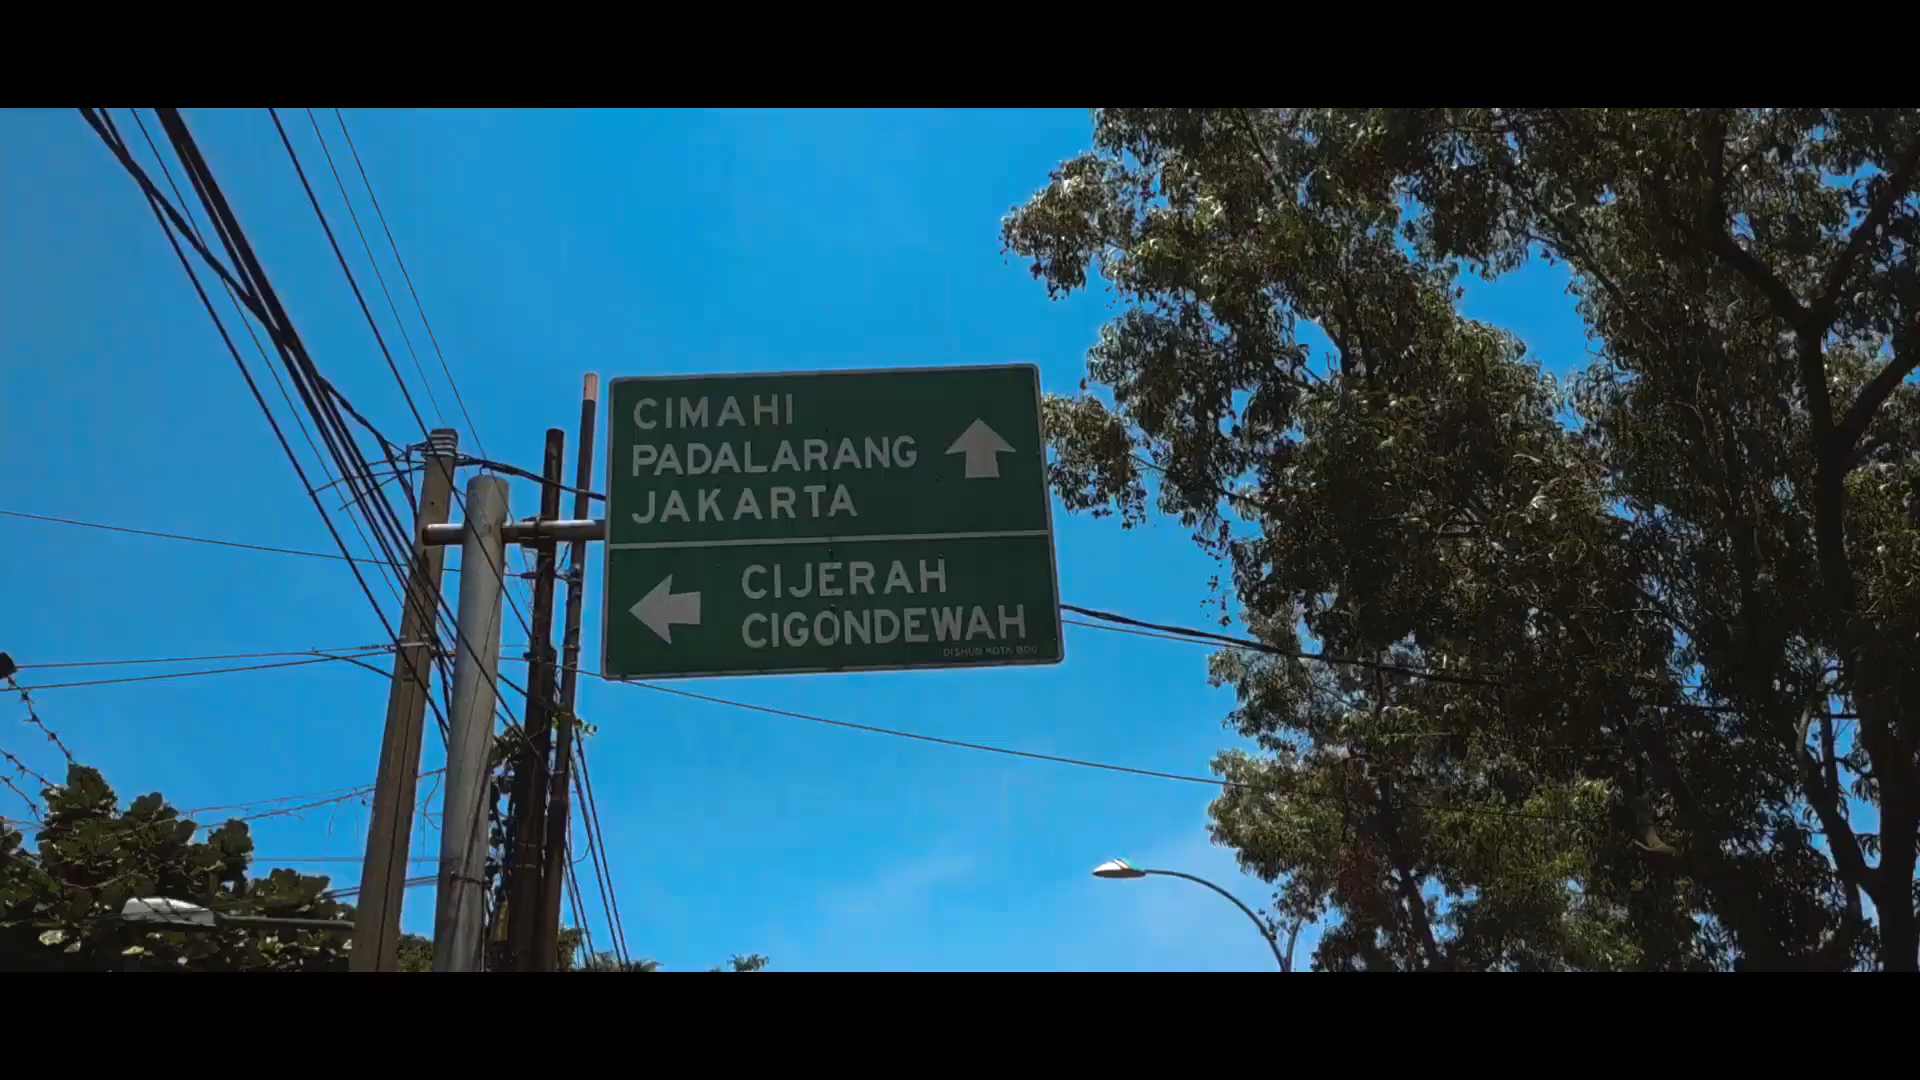 CIMAHI
PADALARANG
JAKARTA
CIJERAH
CIGONDEWAH
DISHUB KOTA BDG